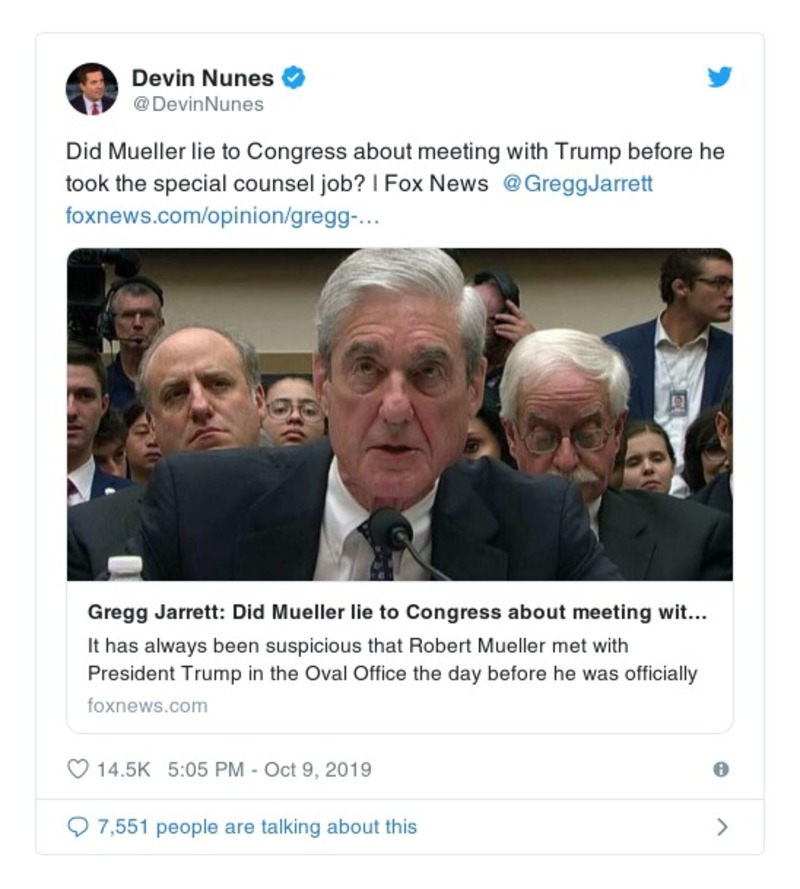 Devin Nunes
@DevinNunes
Did Mueller lie to Congress about meeting with Trump before he
took the special counsel job? | Fox News @GreggJarrett
foxnews.com/opinion/gregg-…
Gregg Jarrett: Did Mueller lie to Congress about meeting wit...
It has always been suspicious that Robert Mueller met with
President Trump in the Oval Office the day before he was officially
foxnews.com
14.5K 5:05 PM - Oct 9, 2019
7,551 people are talking about this